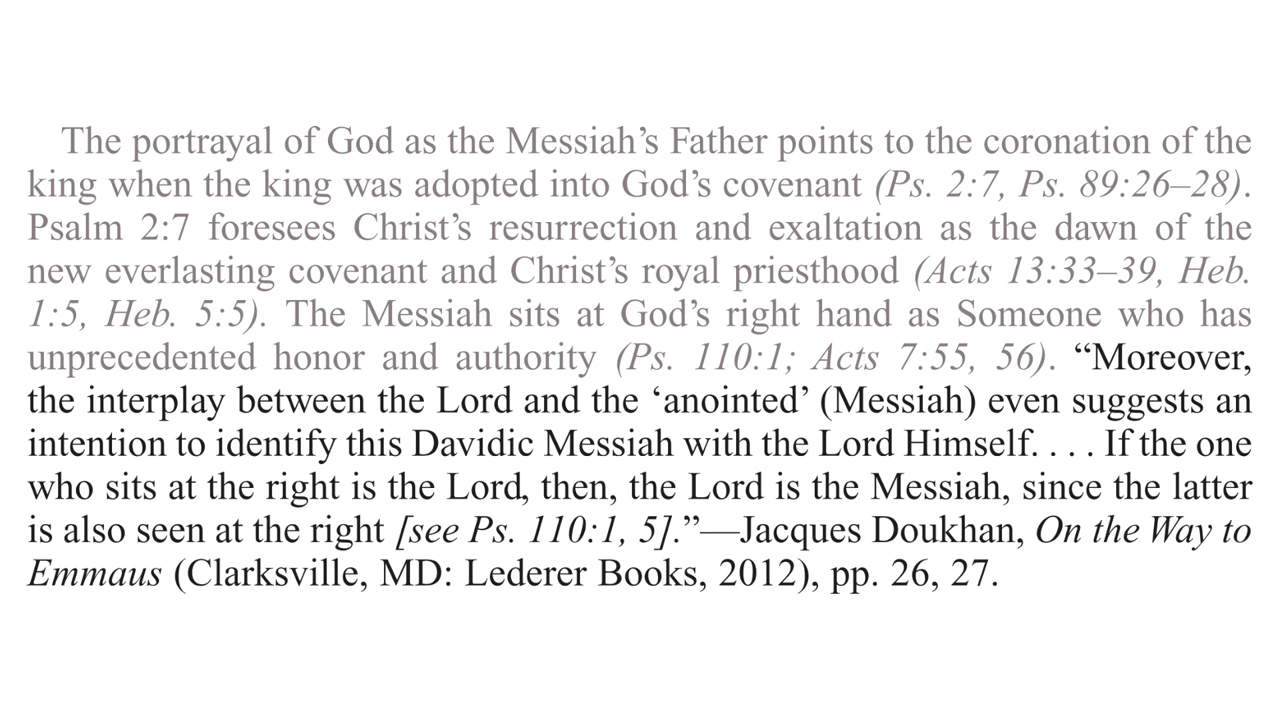 The portrayal of God as the Messiah’s Father points to the coronation of the
king when the king was adopted into God’s covenant (Ps. 2:7, Ps. 89:26–28).
Psalm 2:7 foresees Christ’s resurrection and exaltation as the dawn of the
new everlasting covenant and Christ’s royal priesthood (Acts 13:33–39, Heb.
1:5, Heb. 5:5). The Messiah sits at God’s right hand as Someone who has
unprecedented honor and authority (Ps. 110:1; Acts 7:55, 56). “Moreover,
the interplay between the Lord and the ‘anointed’ (Messiah) even suggests an
intention to identify this Davidic Messiah with the Lord Himself. . . . If the one
who sits at the right is the Lord, then, the Lord is the Messiah, since the latter
is also seen at the right [see Ps. 110:1, 5].”—Jacques Doukhan, On the Way to
Emmaus (Clarksville, MD: Lederer Books, 2012), pp. 26, 27.